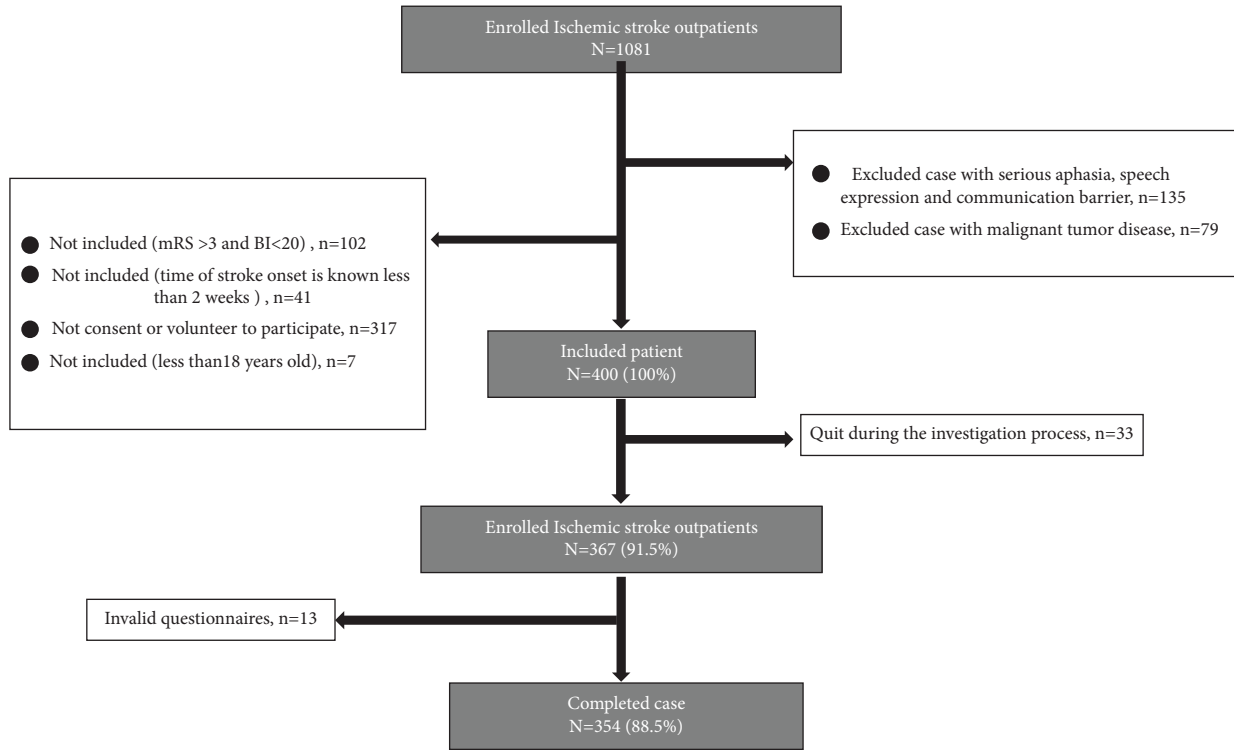 Enrolled Ischemic stroke outpatients
N=1081
Excluded case with serious aphasia, speech
expression and communication barrier, n=135
Excluded case with malignant tumor disease, n=79
Not included (mRS >3 and BI<20) , n=102
Not included (time of stroke onset is known less
than 2 weeks ) , n=41
Not consent or volunteer to participate, n=317
Not included (less than18 years old), n=7
Included patient
N=400 (100%)
Quit during the investigation process, n=33
Enrolled Ischemic stroke outpatients
N=367 (91.5%)
Invalid questionnaires, n=13
Completed case
N=354 (88.5%)